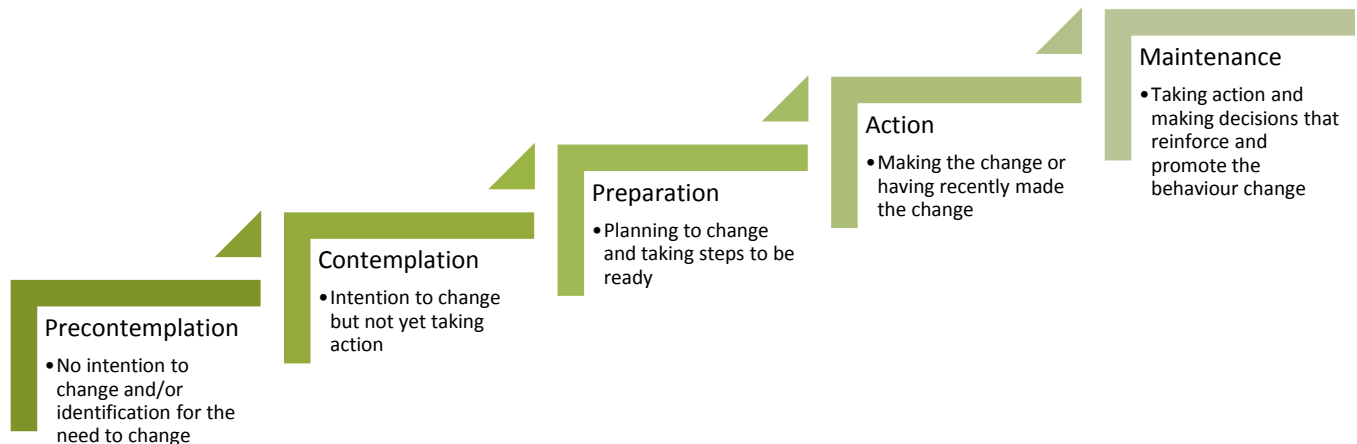 Precontemplation
•No intention to
change and/or
identification for the
need to change
Contemplation
•Intention to change
but not yet taking
action
Preparation
•Planning to change
and taking steps to be
ready
Action
•Making the change or
having recently made
the change
Maintenance
•Taking action and
making decisions that
reinforce and
promote the
behaviour change